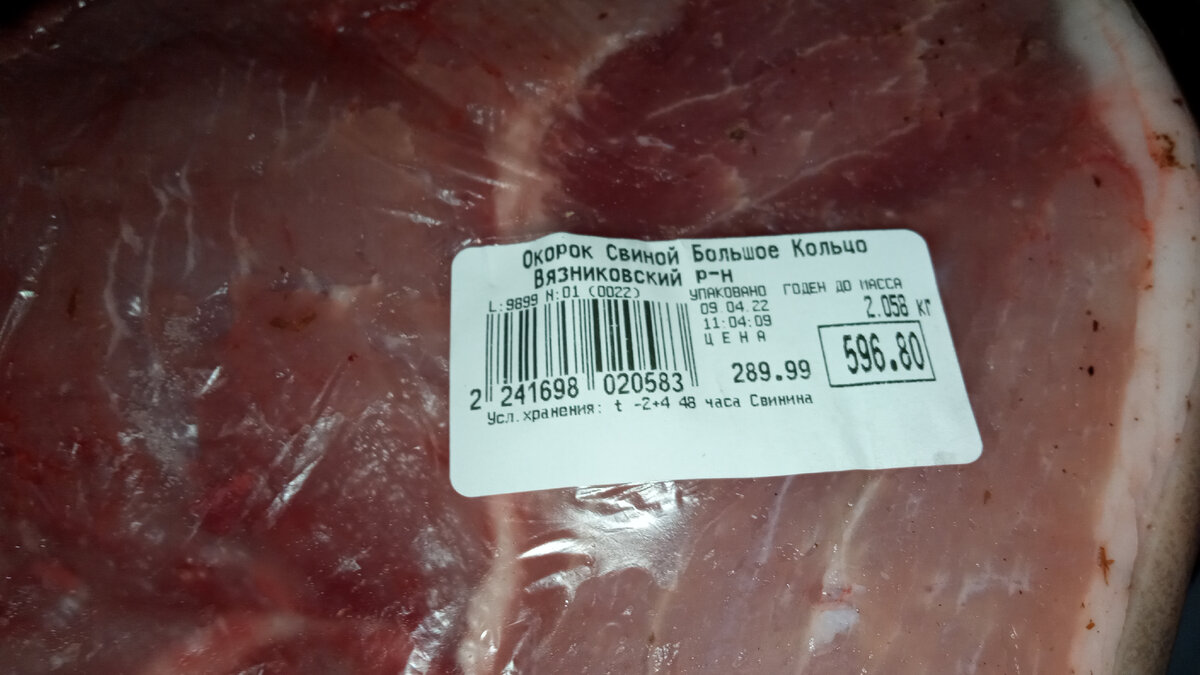 Окорок Свиной Большое Кольцо
Вязниковский р-н
L:9899 N:01 (0022)
УПАКОВАНО ГОДЕН ДО МАССА
09.04.22 2.058 кг
11:04:09
ЦЕНА
289.99 596.80
2 241698 020583
Усл.хранения: t -2+4 48 часа Свинина